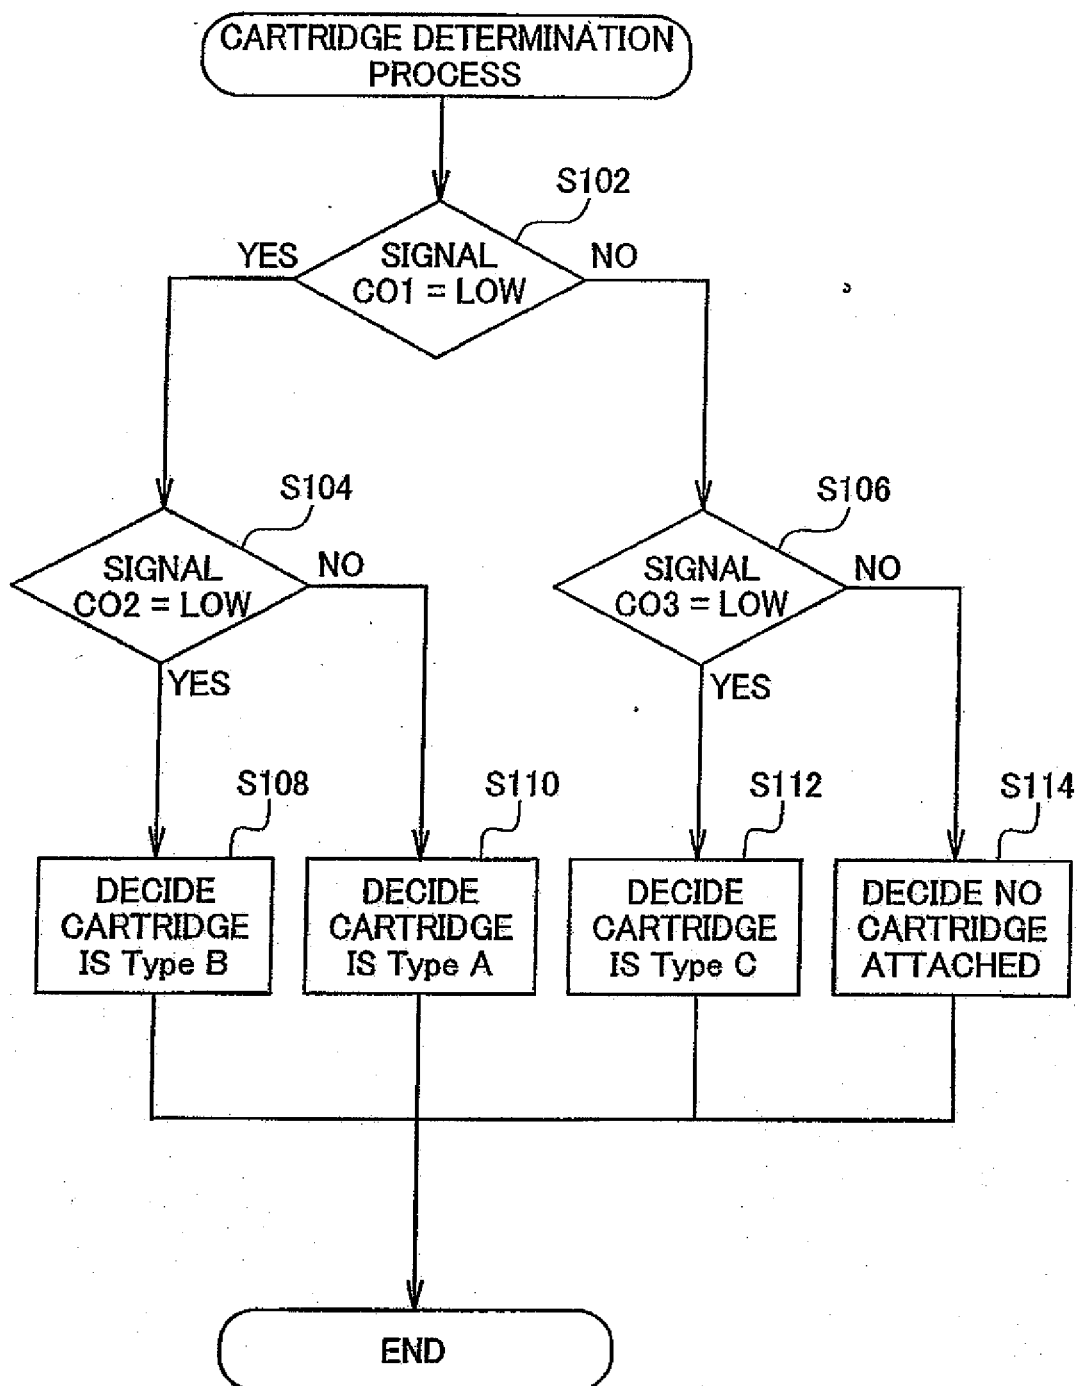 CARTRIDGE DETERMINATION
PROCESS
S102
YES
SIGNAL
CO1 = LOW
NO
S104
SIGNAL
CO2 = LOW
NO
YES
S106
SIGNAL
CO3 = LOW
NO
YES
S108
DECIDE
CARTRIDGE
IS Type B
S110
DECIDE
CARTRIDGE
IS Type A
S112
DECIDE
CARTRIDGE
IS Type C
S114
DECIDE NO
CARTRIDGE
ATTACHED
END